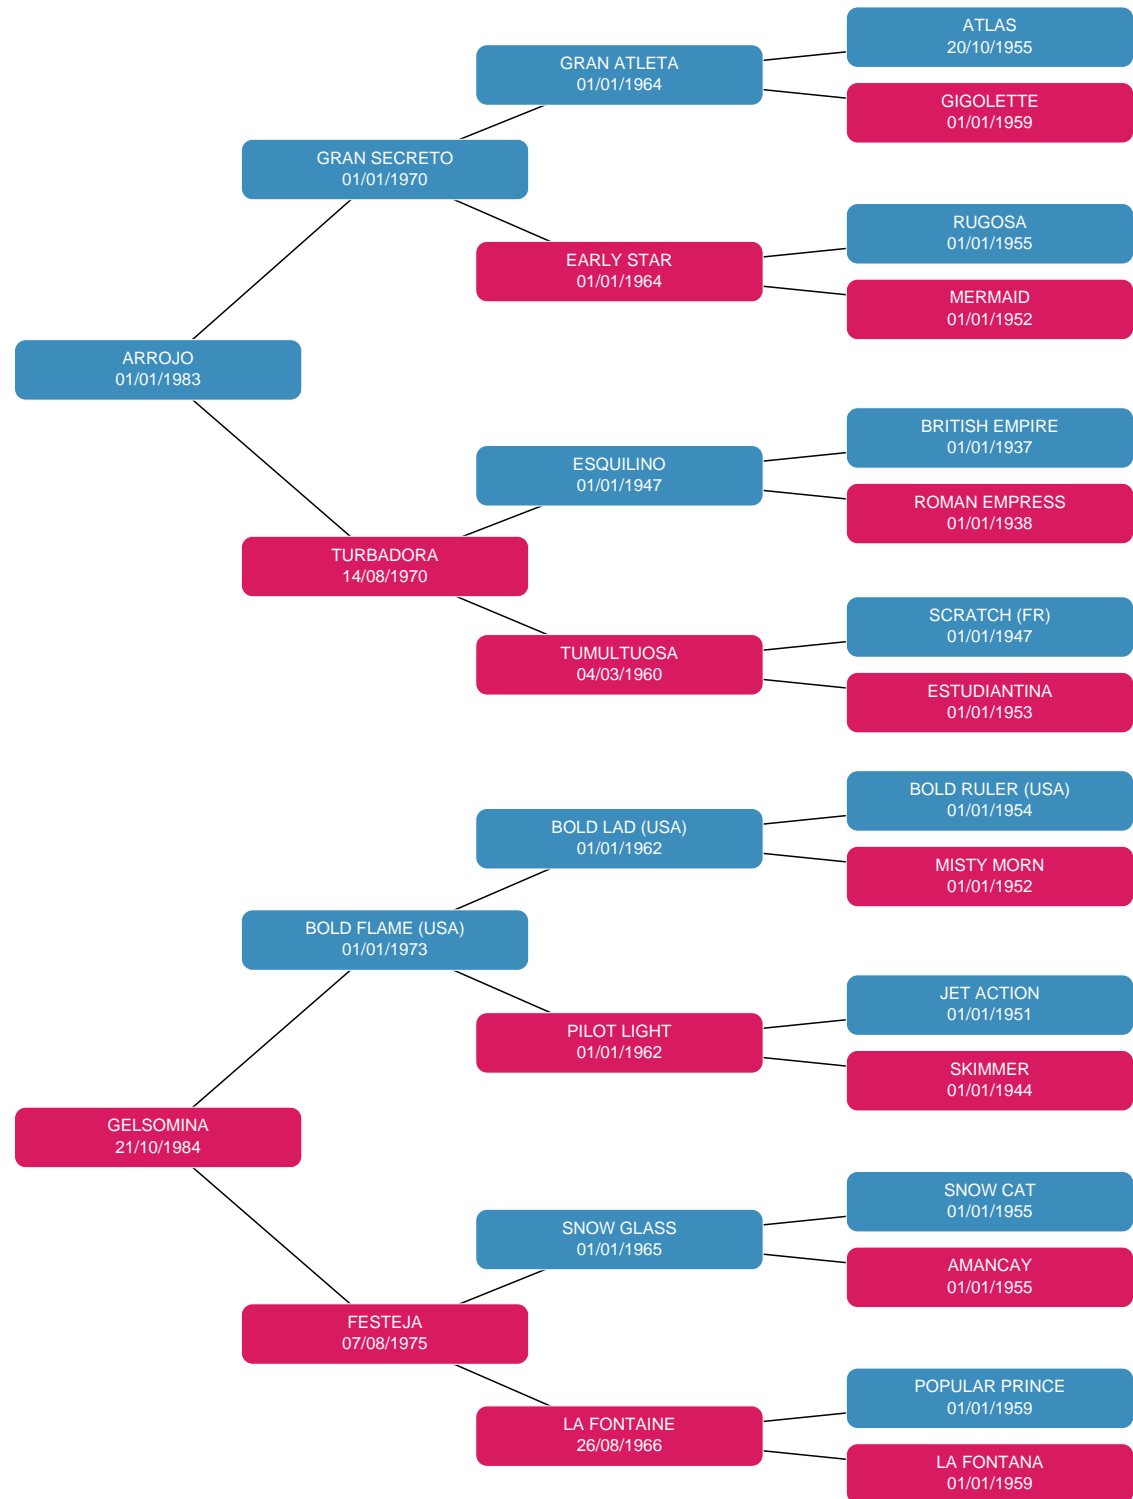 ATLAS
20/10/1955
GRAN ATLETA
01/01/1964
GIGOLETTE
01/01/1959
GRAN SECRETO
01/01/1970
RUGOSA
01/01/1955
EARLY STAR
01/01/1964
MERMAID
01/01/1952
ARROJO
01/01/1983
BRITISH EMPIRE
01/01/1937
ESQUILINO
01/01/1947
ROMAN EMPRESS
01/01/1938
TURBADORA
14/08/1970
SCRATCH (FR)
01/01/1947
TUMULTUOSA
04/03/1960
ESTUDIANTINA
01/01/1953
BOLD RULER (USA)
01/01/1954
BOLD LAD (USA)
01/01/1962
MISTY MORN
01/01/1952
BOLD FLAME (USA)
01/01/1973
JET ACTION
01/01/1951
PILOT LIGHT
01/01/1962
SKIMMER
01/01/1944
GELSOMINA
21/10/1984
SNOW CAT
01/01/1955
SNOW GLASS
01/01/1965
AMANCAY
01/01/1955
FESTEJA
07/08/1975
POPULAR PRINCE
01/01/1959
LA FONTAINE
26/08/1966
LA FONTANA
01/01/1959